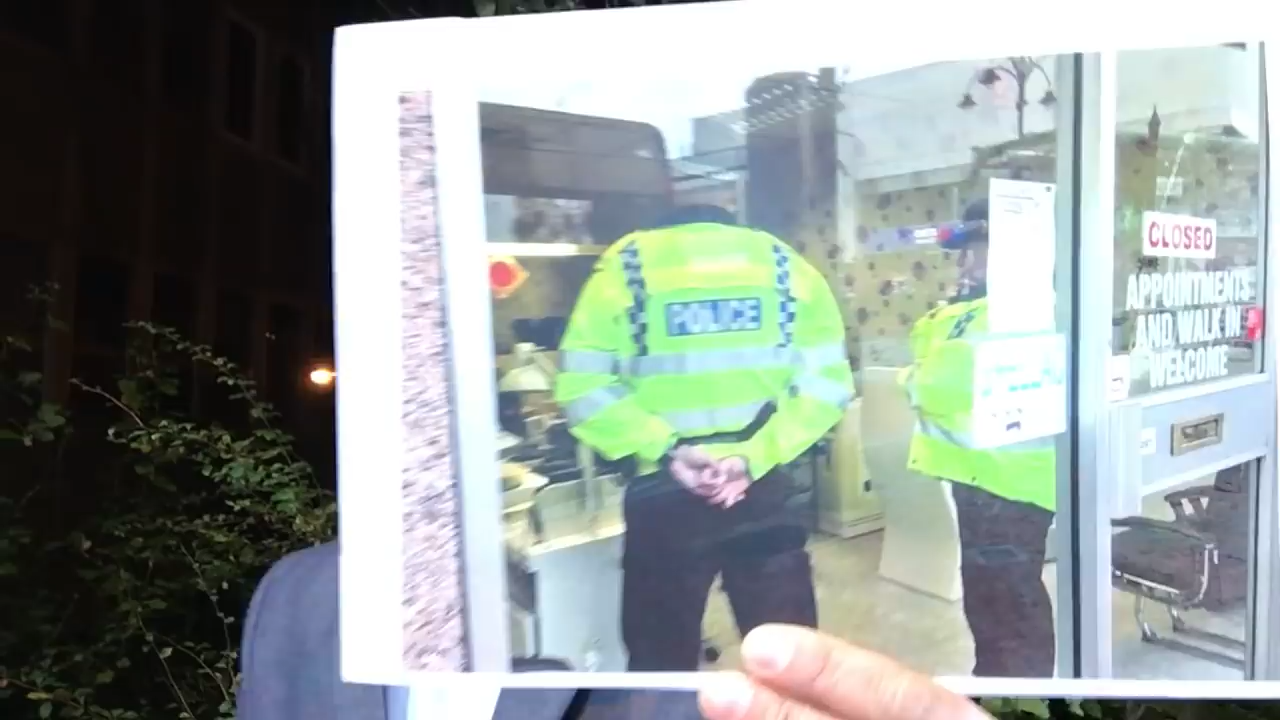 POLICE
CLOSED
APPOINTMENTS
AND WALK IN
WELCOME